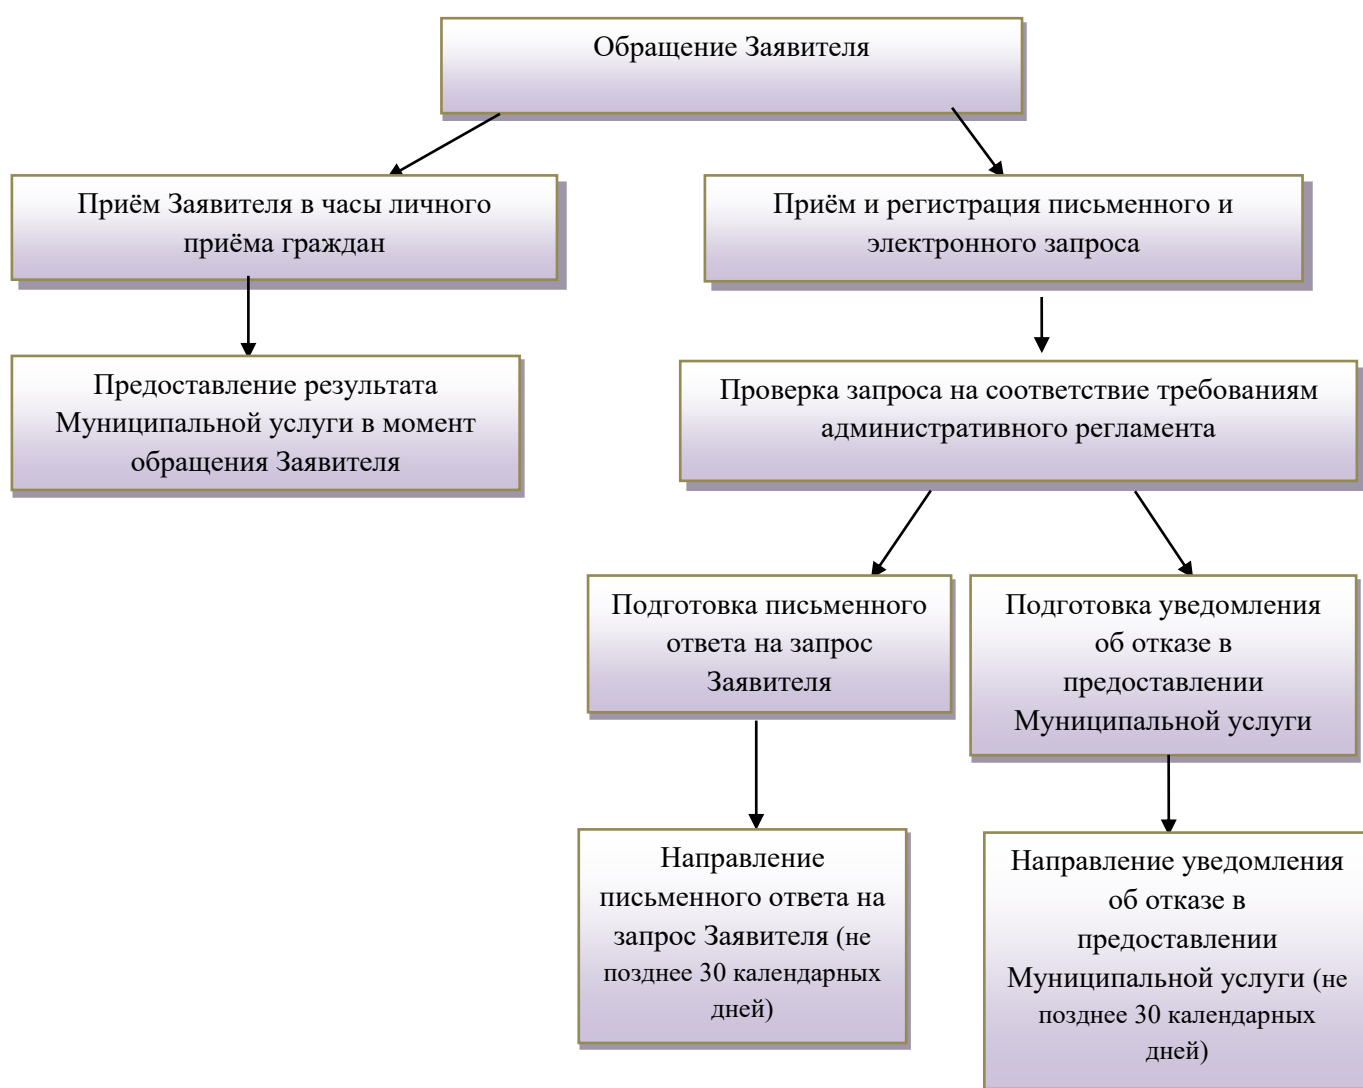 Обращение Заявителя
Приём Заявителя в часы личного
приёма граждан
Приём и регистрация письменного и
электронного запроса
Предоставление результата
Муниципальной услуги в момент
обращения Заявителя
Проверка запроса на соответствие требованиям
административного регламента
Подготовка письменного
ответа на запрос
Заявителя
Подготовка уведомления
об отказе в
предоставлении
Муниципальной услуги
Направление
письменного ответа на
запрос Заявителя (не
позднее 30 календарных
дней)
Направление уведомления
об отказе в
предоставлении
Муниципальной услуги (не
позднее 30 календарных
дней)